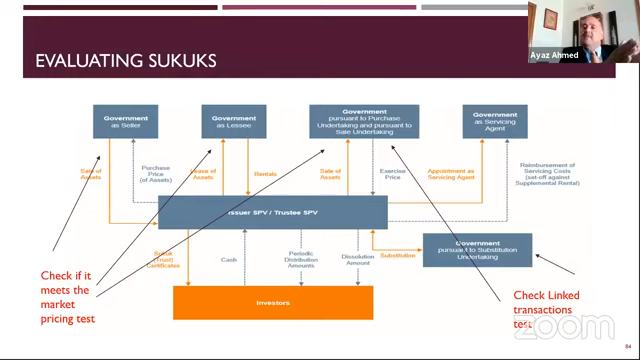 EVALUATING SUKUKS
Ayaz Ahmed
Government
as Seller
Government
as Lessee
Government
pursuant to Purchase
Undertaking and pursuant to
Sale Undertaking
Government
as Servicing
Agent
Sale of
Assets
Purchase
Price
(of Assets)
Lease of
Assets
Rentals
Sale of
Assets
Exercise
Price
Appointment as Servicing Agent
Reimbursement of
Servicing Costs
(set-off against
Supplemental Rental)
Issuer SPV / Trustee SPV
Sukuk
(Trust)
Certificates
Cash
Periodic
Distribution
Amounts
Dissolution
Amount
Substitution
Government
pursuant to Substitution
Undertaking
Investors
Check if it
meets the
market
pricing test
Check Linked
transactions
test
zoom
84